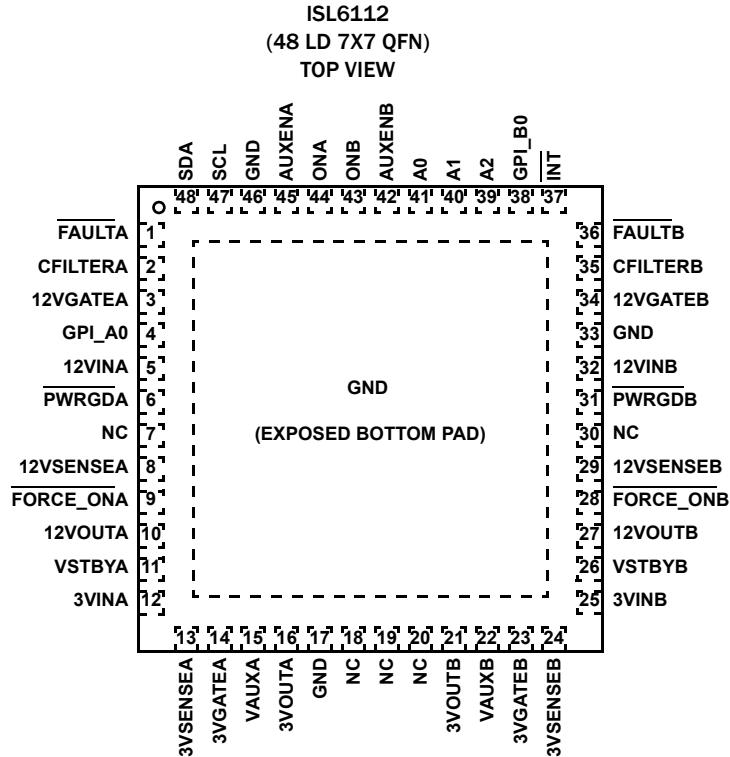 ISL6112
(48 LD 7X7 QFN)
TOP VIEW
SDA
SCL
GND
AUXENA
ONA
ONB
AUXENB
A0
A1
A2
GPI_B0
INT
48 47 46 45 44 43 42 41 40 39 38 37
FAULTA 1
CFILTERA 2
12VGATEA 3
GPI_A0 4
12VINA 5
PWRGDA 6
NC 7
12VSENSEA 8
FORCE_ONA 9
12VOUTA 10
VSTBYA 11
3VINA 12
GND
(EXPOSED BOTTOM PAD)
36 FAULTB
35 CFILTERB
34 12VGATEB
33 GND
32 12VINB
31 PWRGDB
30 NC
29 12VSENSEB
28 FORCE_ONB
27 12VOUTB
26 VSTBYB
25 3VINB
13 14 15 16 17 18 19 20 21 22 23 24
3VSENSEA
3VGATEA
VAUXA
3VOUTA
GND
NC
NC
NC
3VOUTB
VAUXB
3VGATEB
3VSENSEB